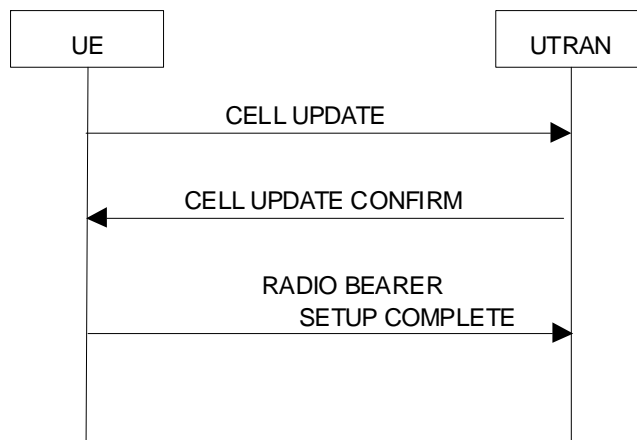 UE
UTRAN
CELL UPDATE
CELL UPDATE CONFIRM
RADIO BEARER
SETUP COMPLETE